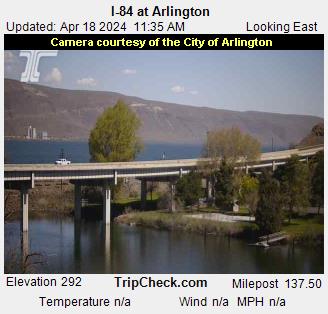 I-84 at Arlington
Updated: Apr 18 2024 11:35 AM Looking East
Camera courtesy of the City of Arlington
Elevation 292 TripCheck.com Milepost 137.50
Temperature n/a Wind n/a MPH n/a